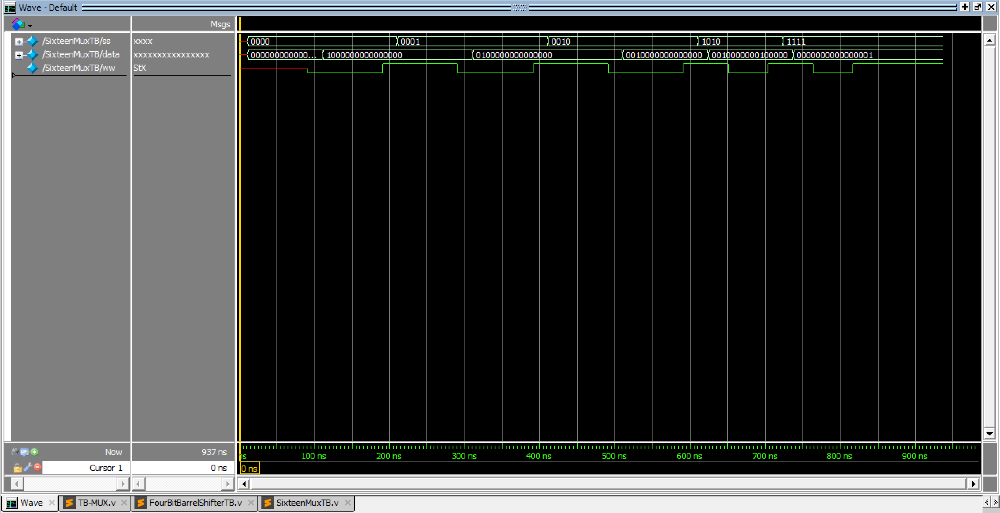 Wave - Default
Msgs
/SixteenMuxTB/ss xxxx 0000 0001 0010 1010 1111
/SixteenMuxTB/data xxxxxxxxxxxxxxxx 000000000000... 1000000000000000 0100000000000000 0010000000000000 0010000000100000 0000000000000001
/SixteenMuxTB/ww StX
Now 937 ns ns 100 ns 200 ns 300 ns 400 ns 500 ns 600 ns 700 ns 800 ns 900 ns
Cursor 1 0 ns 0 ns
Wave TB-MUX.v FourBitBarrelShifterTB.v SixteenMuxTB.v